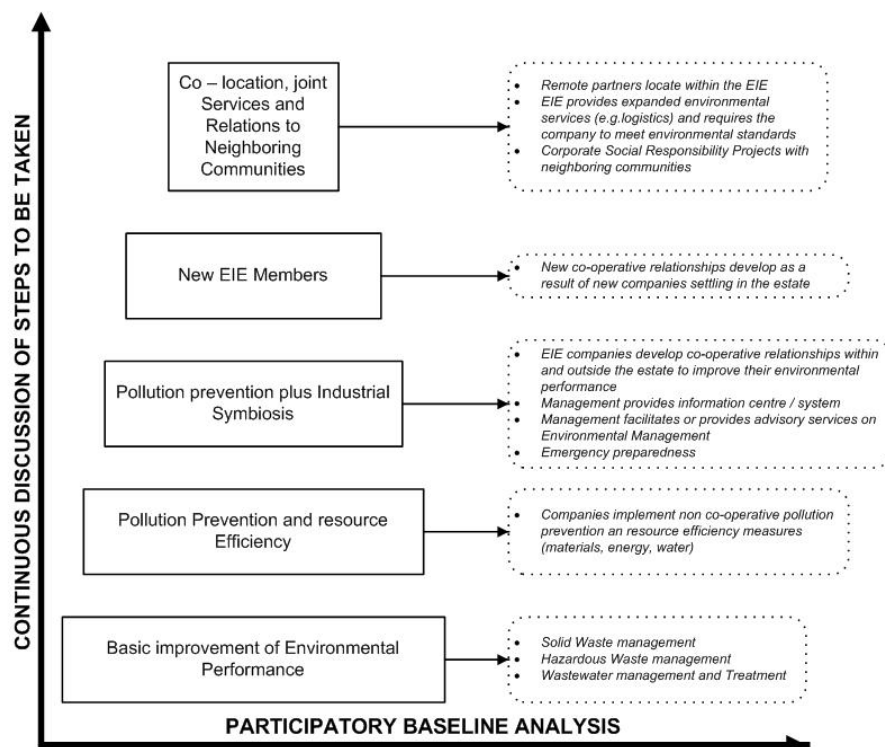 CONTINUOUS DISCUSSION OF STEPS TO BE TAKEN
Co – location, joint
Services and
Relations to
Neighboring
Communities
• Remote partners locate within the EIE
• EIE provides expanded environmental
services (e.g.logistics) and requires the
company to meet environmental standards
• Corporate Social Responsibility Projects with
neighboring communities
New EIE Members
• New co-operative relationships develop as a
result of new companies settling in the estate
Pollution prevention plus Industrial
Symbiosis
• EIE companies develop co-operative relationships within
and outside the estate to improve their environmental
performance
• Management provides information centre / system
• Management facilitates or provides advisory services on
Environmental Management
• Emergency preparedness
Pollution Prevention and resource
Efficiency
• Companies implement non co-operative pollution
prevention an resource efficiency measures
(materials, energy, water)
Basic improvement of Environmental
Performance
• Solid Waste management
• Hazardous Waste management
• Wastewater management and Treatment
PARTICIPATORY BASELINE ANALYSIS